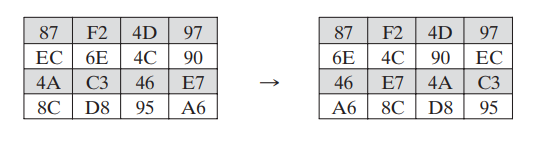 87 F2 4D 97 87 F2 4D 97
EC 6E 4C 90 6E 4C 90 EC
4A C3 46 E7 → 46 E7 4A C3
8C D8 95 A6 A6 8C D8 95